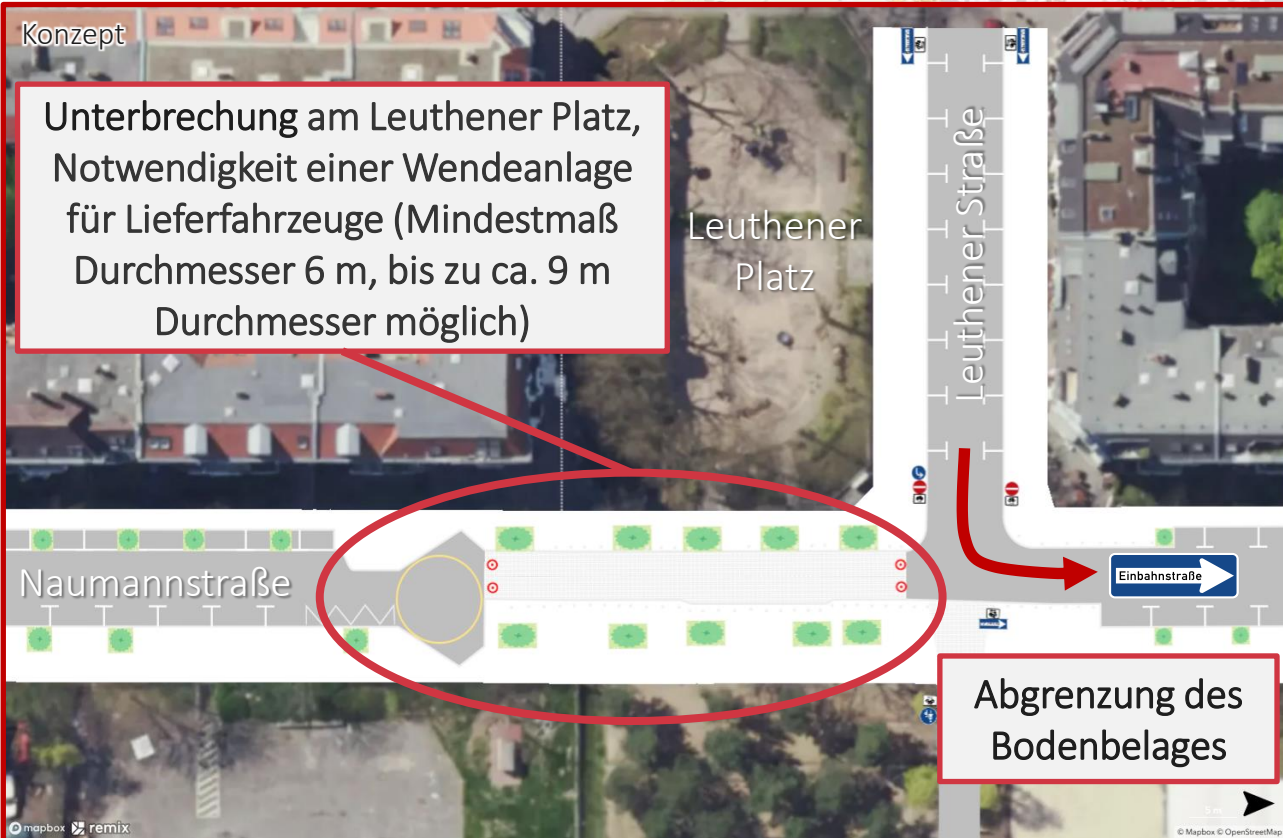 Konzept
Unterbrechung am Leuthener Platz,
Notwendigkeit einer Wendeanlage
für Lieferfahrzeuge (Mindestmaß
Durchmesser 6 m, bis zu ca. 9 m
Durchmesser möglich)
Leuthener
Platz
Leuthener Straße
Naumannstraße
Einbahnstraße
Abgrenzung des
Bodenbelages
5 m
mapbox remix
© Mapbox © OpenStreetMap